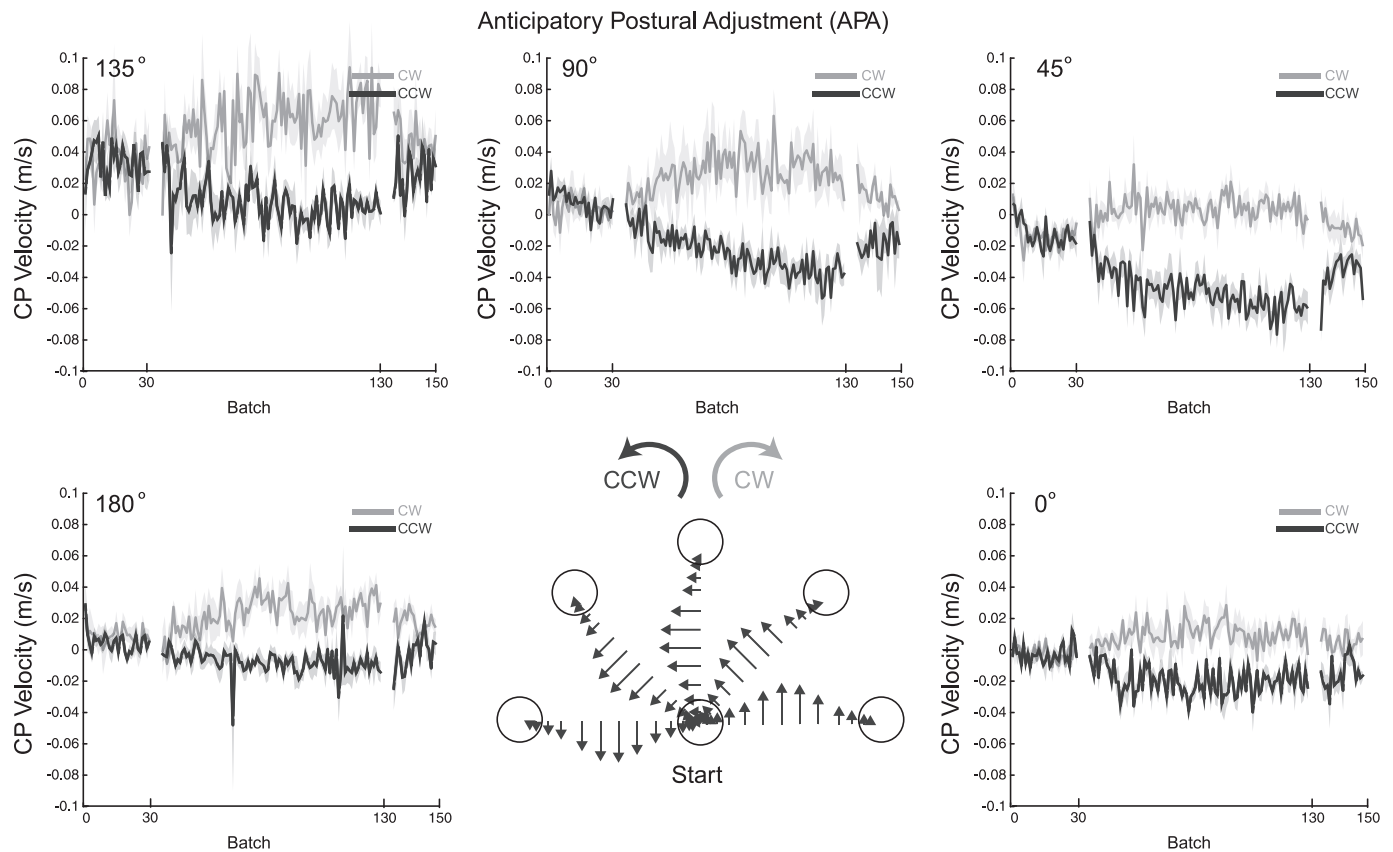 Anticipatory Postural Adjustment (APA)
135°
CW
CCW
CP Velocity (m/s)
0.1
0.08
0.06
0.04
0.02
0
-0.02
-0.04
-0.06
-0.08
-0.1
0 30 130 150
Batch
90°
CW
CCW
CP Velocity (m/s)
0.1
0.08
0.06
0.04
0.02
0
-0.02
-0.04
-0.06
-0.08
-0.1
0 30 130 150
Batch
45°
CW
CCW
CP Velocity (m/s)
0.1
0.08
0.06
0.04
0.02
0
-0.02
-0.04
-0.06
-0.08
-0.1
0 30 130 150
Batch
180°
CW
CCW
CP Velocity (m/s)
0.1
0.08
0.06
0.04
0.02
0
-0.02
-0.04
-0.06
-0.08
-0.1
0 30 130 150
Batch
CCW CW
Start
0°
CW
CCW
CP Velocity (m/s)
0.1
0.08
0.06
0.04
0.02
0
-0.02
-0.04
-0.06
-0.08
-0.1
0 30 130 150
Batch